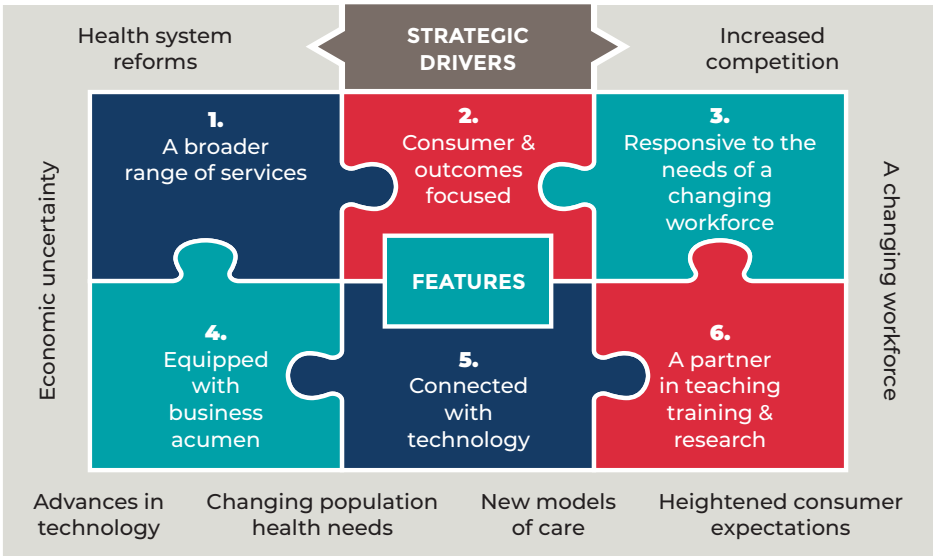 Health system
reforms
STRATEGIC
DRIVERS
Increased
competition
Economic uncertainty
1.
A broader
range of services
2.
Consumer &
outcomes
focused
3.
Responsive to the
needs of a
changing
workforce
A changing workforce
FEATURES
4.
Equipped
with
business
acumen
5.
Connected
with
technology
6.
A partner
in teaching
training &
research
Advances in
technology
Changing population
health needs
New models
of care
Heightened consumer
expectations